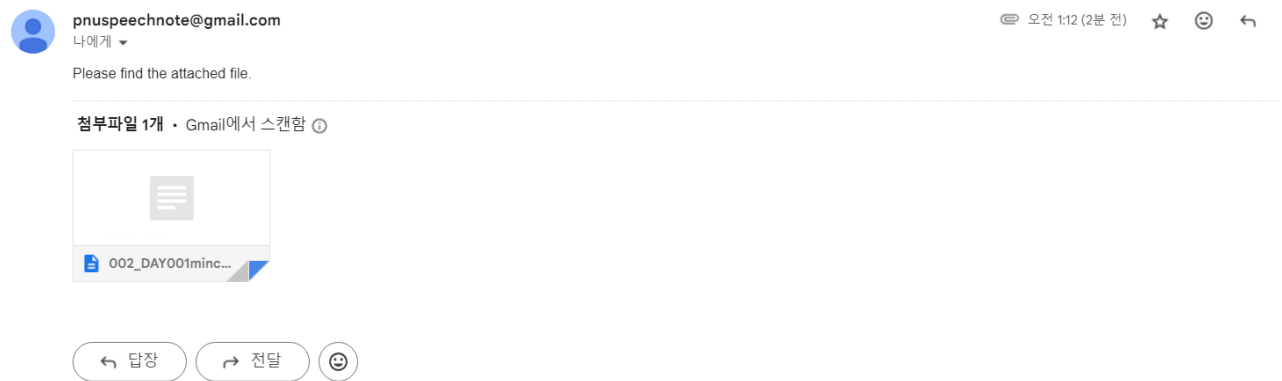 pnuspeechnote@gmail.com
오전 1:12 (2분 전)
나에게
Please find the attached file.
첨부파일 1개 • Gmail에서 스캔함
002_DAY001minc...
답장
전달